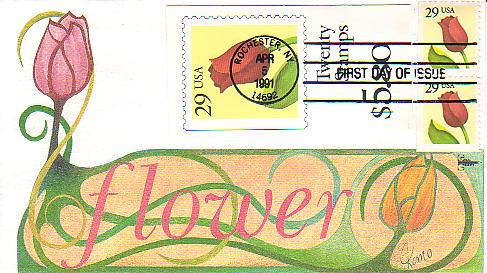 29 USA
Twenty
Stamps
$5.80
ROCHESTER, NY
APR
5
1991
14692
FIRST DAY OF ISSUE
29 USA
29 USA
flower